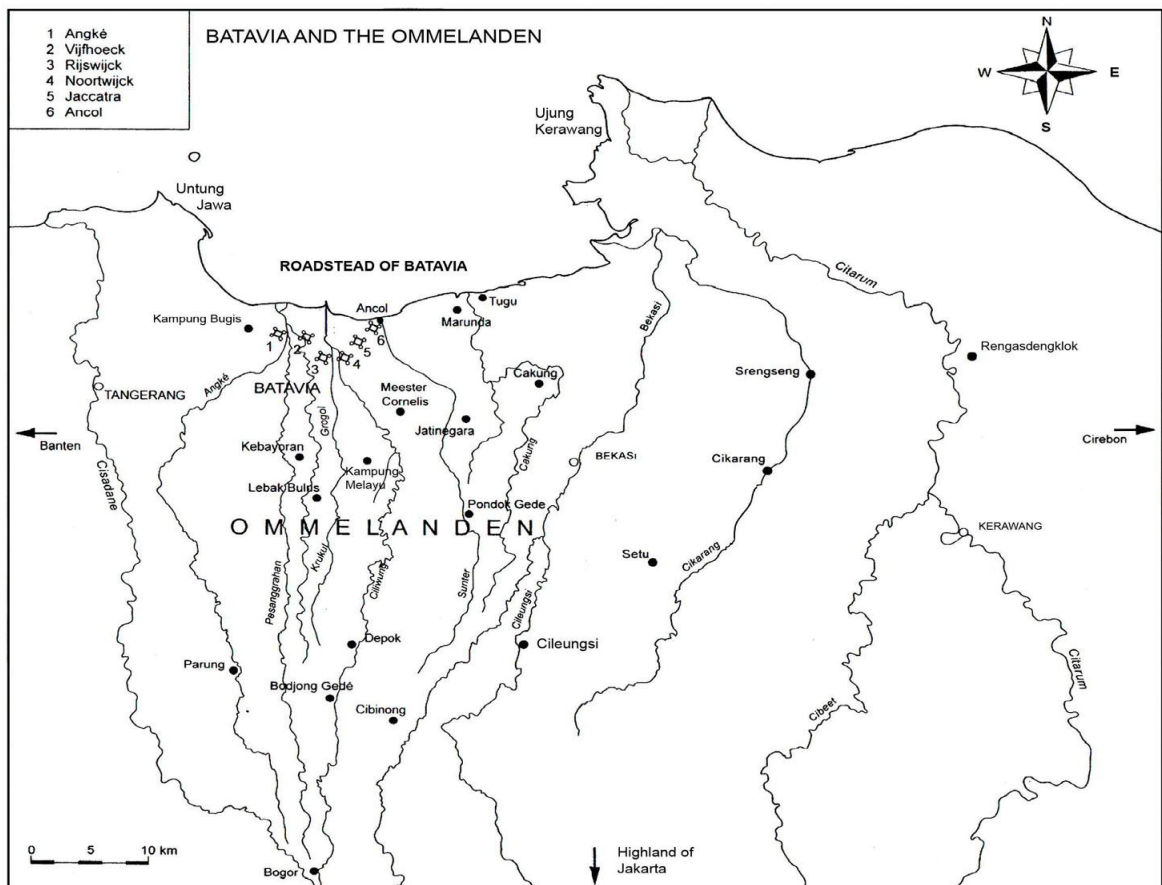 1 Angké
2 Vijfhoeck
3 Rijswijck
4 Noortwijck
5 Jaccatra
6 Ancol
BATAVIA AND THE OMMELANDEN
N
W
E
S
Ujung
Kerawang
Untung
Jawa
ROADSTEAD OF BATAVIA
Citarum
Ancol
Tugu
Marunda
Kampung Bugis
Bekasi
1
2
3
4
5
6
Rengasdengklok
Angké
BATAVIA
Grogol
Meester
Cornelis
Cakung
Srengseng
TANGERANG
Jatinegara
Banten
Cirebon
Kebayoran
Kampung
Melayu
Cakung
BEKASI
Cikarang
Cisadane
Lebak Bulus
Pondok Gede
OMMELANDEN
KERAWANG
Pesanggrahan
Krukut
Ciliwung
Sunter
Cileungsi
Setu
Cikarang
Depok
Cileungsi
Parung
Citarum
Bodjong Gedé
Cibinong
Cibeet
0 5 10 km
Bogor
Highland of
Jakarta